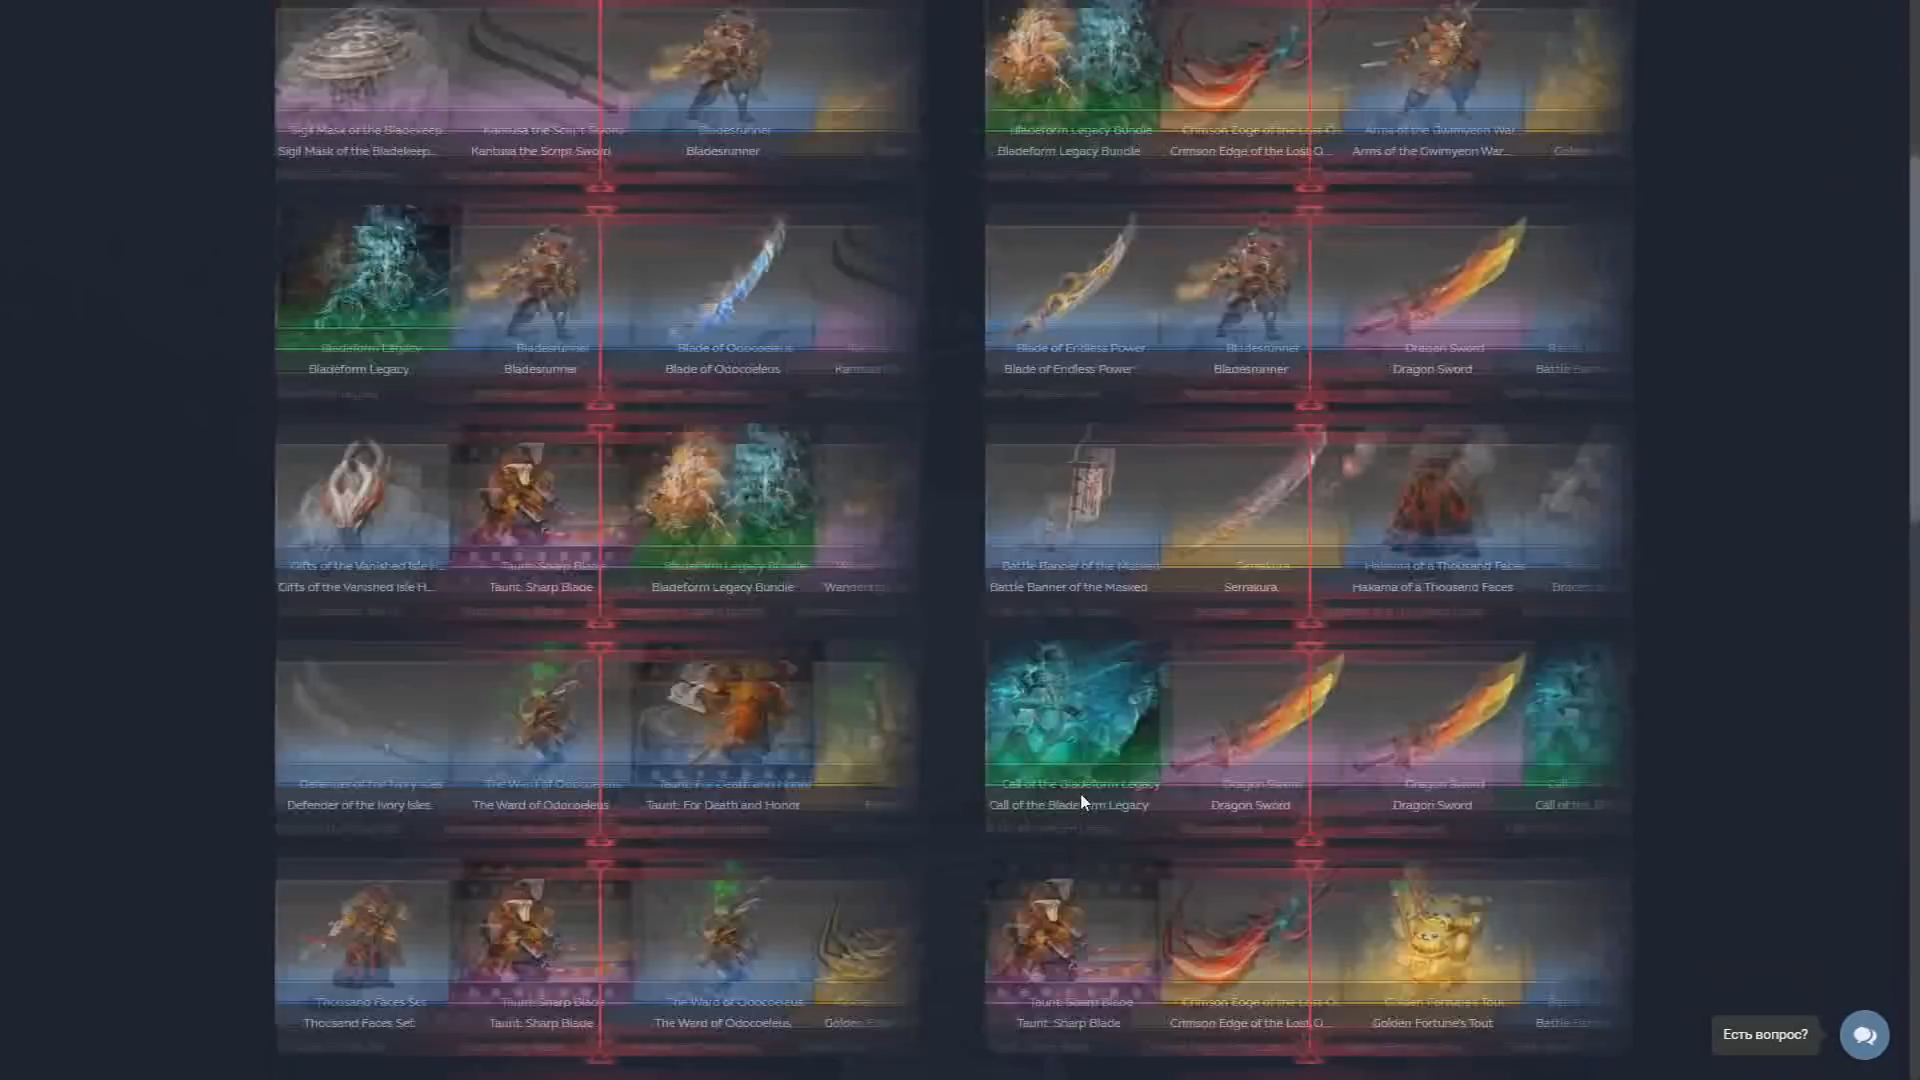 Sigil Mask of the Bladekeep... Kantusa the Script Sword Bladesrunner
Bladeform Legacy Bundle Crimson Edge of the Lost O... Arms of the Gwimyeon War...
Bladeform Legacy Bladesrunner Blade of Odocoeleus
Blade of Endless Power Bladesrunner Dragon Sword
Gifts of the Vanished Isle H... Taunt: Sharp Blade Bladeform Legacy Bundle
Battle Banner of the Masked Serrakura Hakama of a Thousand Faces
Defender of the Ivory Isles The Ward of Odocoeleus Taunt: For Death and Honor
Call of the Bladeform Legacy Dragon Sword Dragon Sword Call of the
Thousand Faces Set Taunt: Sharp Blade The Ward of Odocoeleus Golden
Taunt: Sharp Blade Crimson Edge of the Lost O... Golden Fortune's Tout
Есть вопрос?